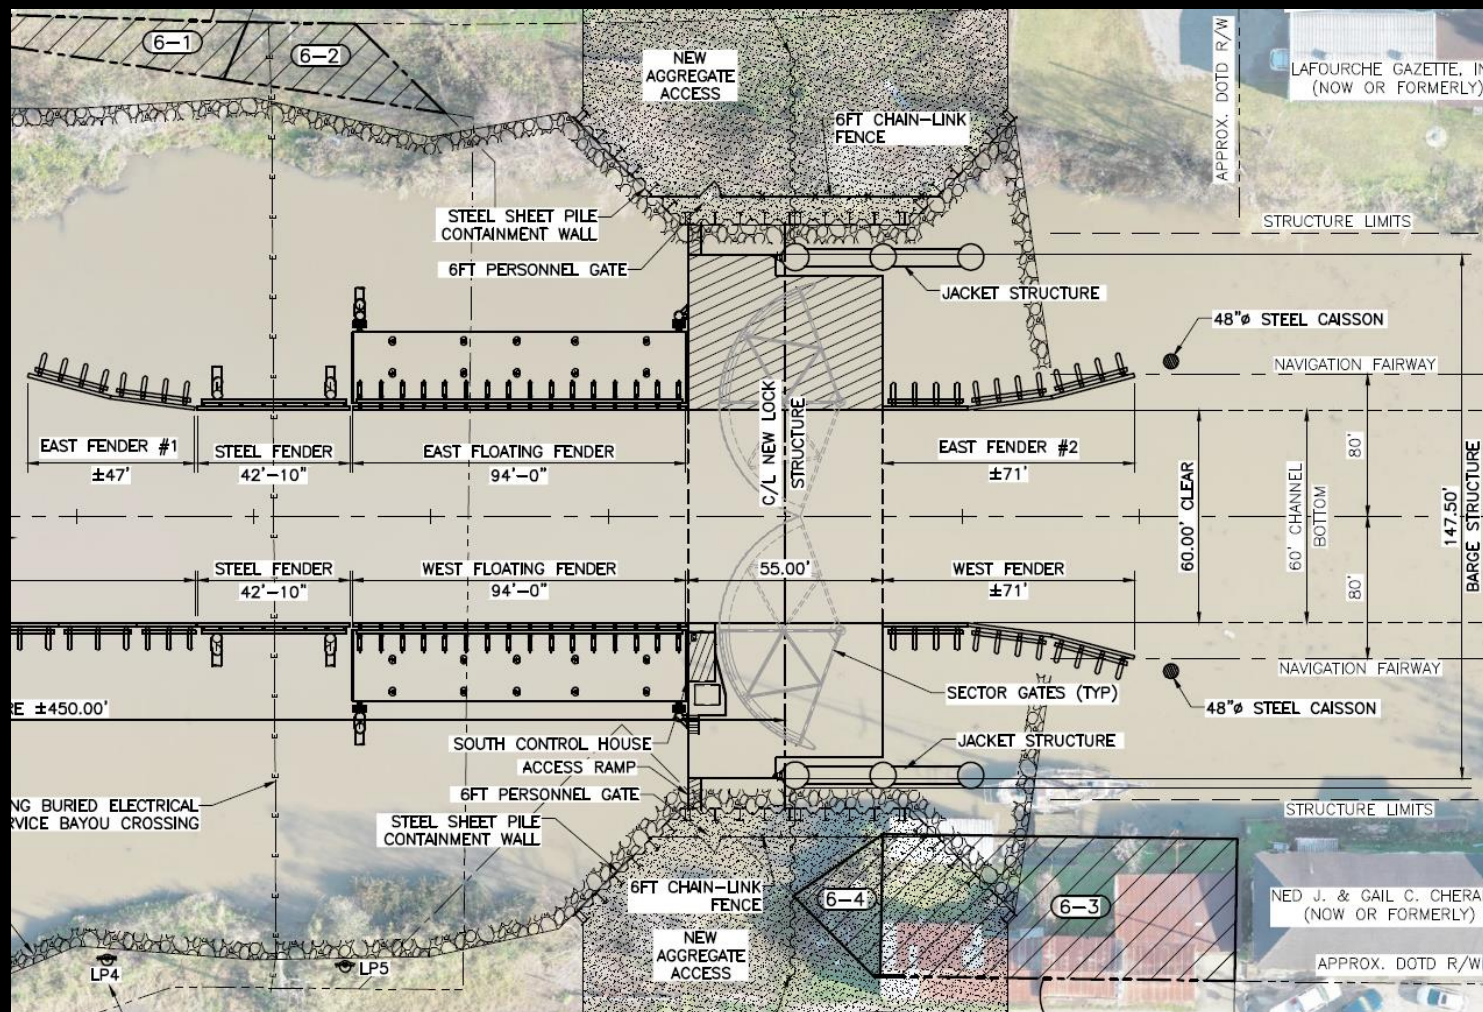 6-1
6-2
NEW
AGGREGATE
ACCESS
6FT CHAIN-LINK
FENCE
APPROX. DOTD R/W
LAFOURCHE GAZETTE,
(NOW OR FORMERLY)
STEEL SHEET PILE
CONTAINMENT WALL
6FT PERSONNEL GATE
STRUCTURE LIMITS
JACKET STRUCTURE
48"ø STEEL CAISSON
NAVIGATION FAIRWAY
C/L NEW LOCK
STRUCTURE
EAST FENDER #1
±47'
STEEL FENDER
42'-10"
EAST FLOATING FENDER
94'-0"
EAST FENDER #2
±71'
60.00' CLEAR
60' CHANNEL
BOTTOM
80'
80'
147.50'
BARGE STRUCTURE
STEEL FENDER
42'-10"
WEST FLOATING FENDER
94'-0"
55.00'
WEST FENDER
±71'
NAVIGATION FAIRWAY
SECTOR GATES (TYP)
48"ø STEEL CAISSON
±450.00'
SOUTH CONTROL HOUSE
JACKET STRUCTURE
ACCESS RAMP
6FT PERSONNEL GATE
BURIED ELECTRICAL
BAYOU CROSSING
STEEL SHEET PILE
CONTAINMENT WALL
STRUCTURE LIMITS
6FT CHAIN-LINK
FENCE
6-4
6-3
NED J. & GAIL C.
(NOW OR FORMERLY)
NEW
AGGREGATE
ACCESS
APPROX. DOTD R/W
LP4
LP5